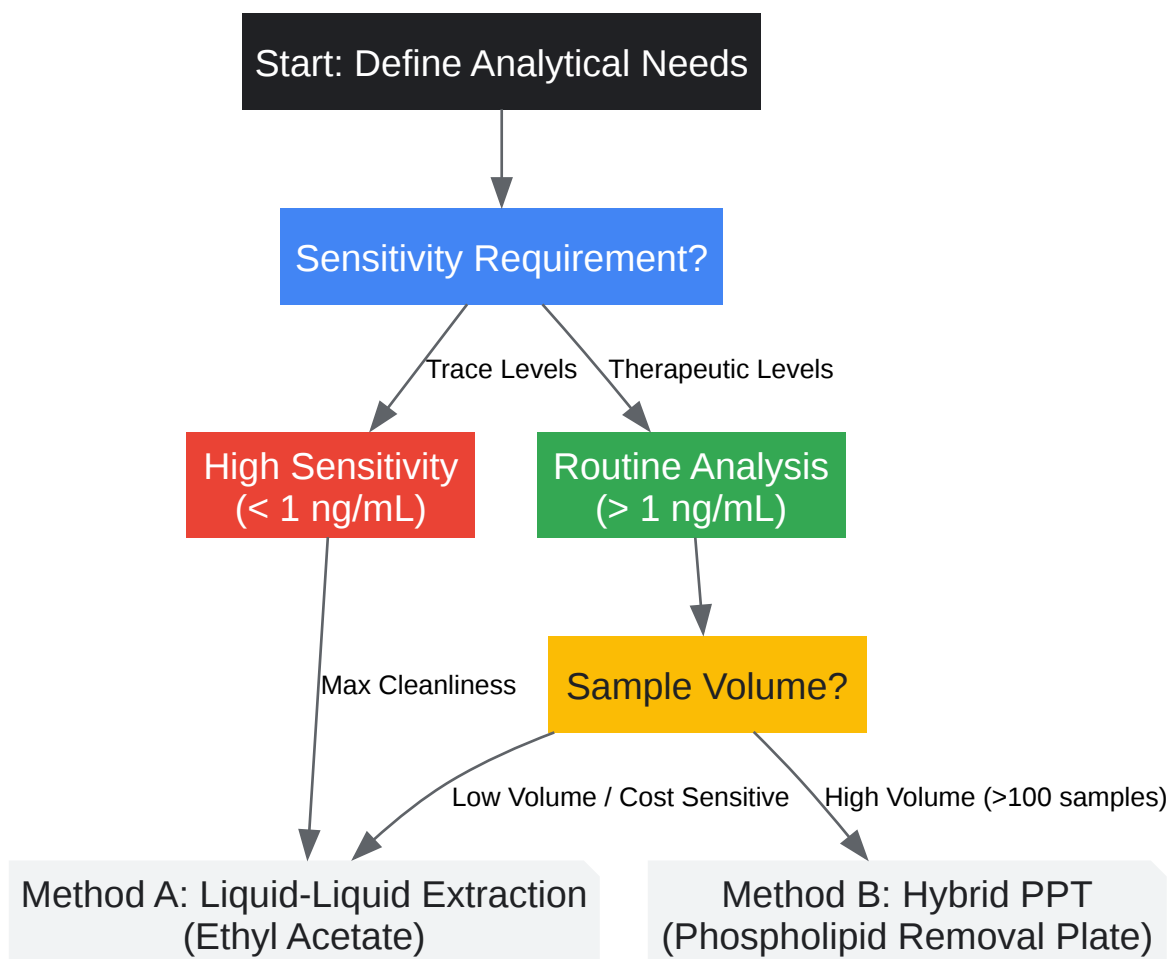 Start: Define Analytical Needs
Sensitivity Requirement?
Trace Levels
Therapeutic Levels
High Sensitivity
(< 1 ng/mL)
Routine Analysis
(> 1 ng/mL)
Max Cleanliness
Sample Volume?
Low Volume / Cost Sensitive
High Volume (>100 samples)
Method A: Liquid-Liquid Extraction
(Ethyl Acetate)
Method B: Hybrid PPT
(Phospholipid Removal Plate)